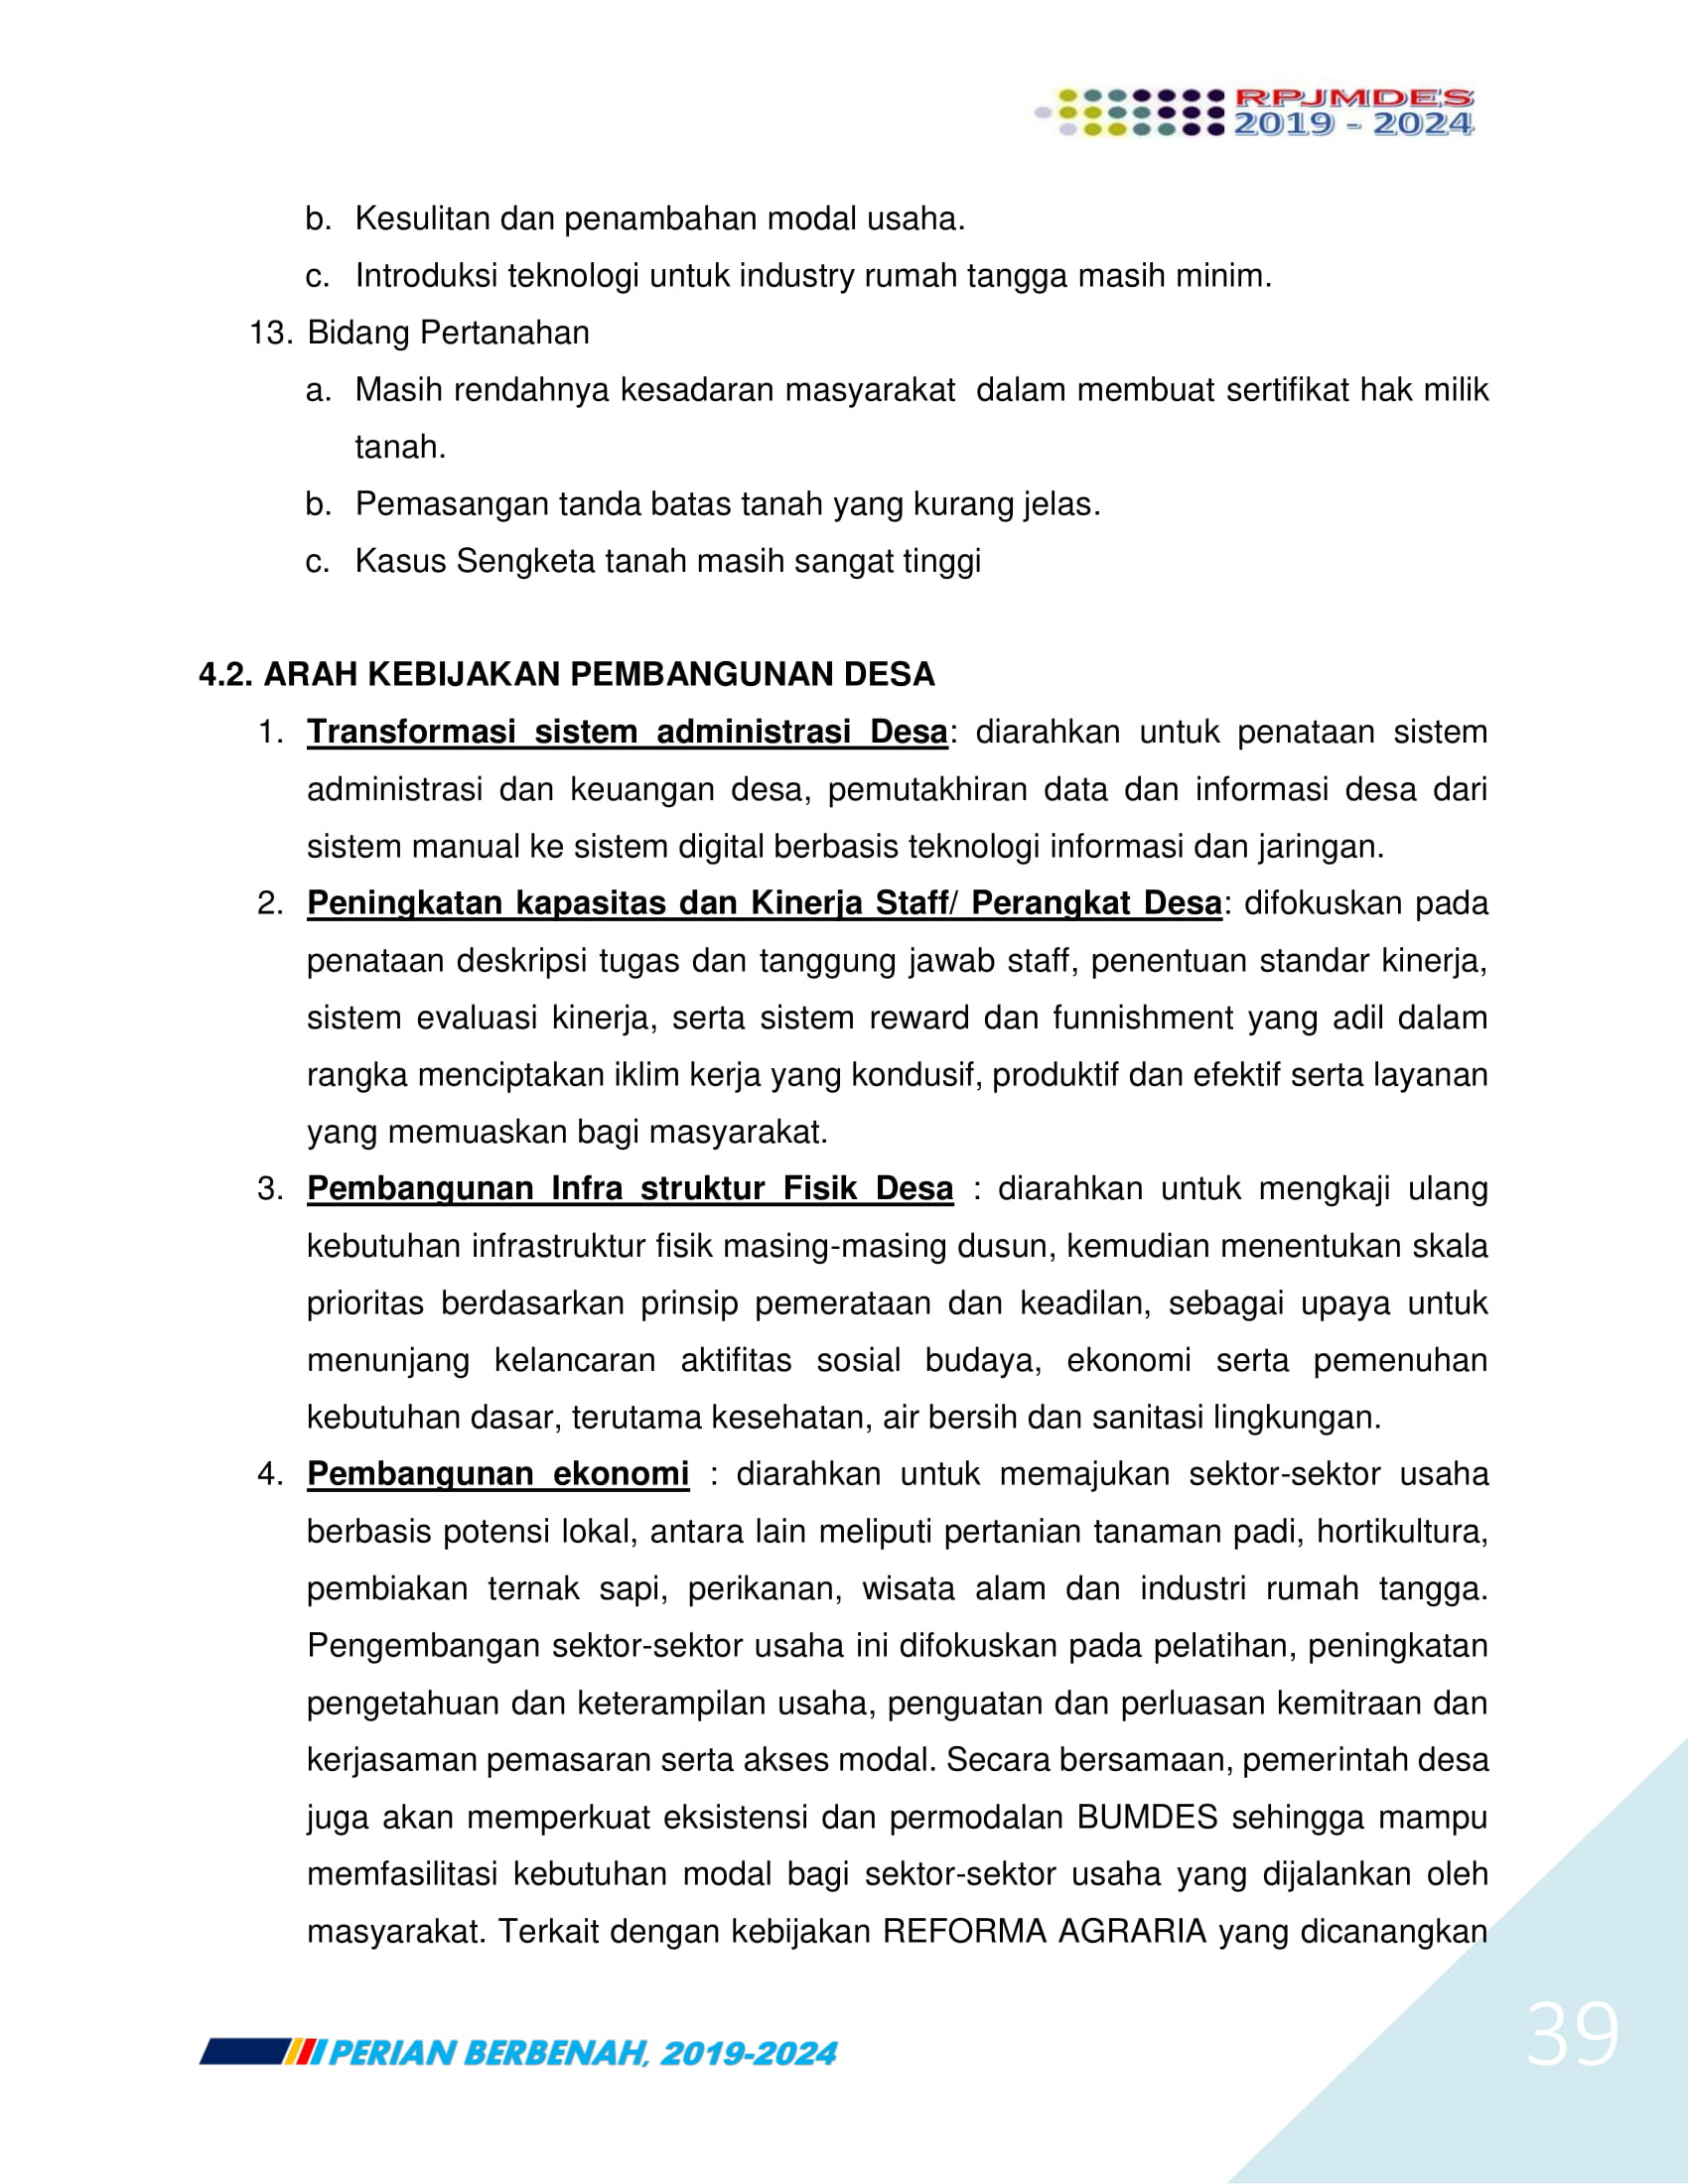 RPJMDES
2019 - 2024
b. Kesulitan dan penambahan modal usaha.
c. Introduksi teknologi untuk industry rumah tangga masih minim.
13. Bidang Pertanahan
a. Masih rendahnya kesadaran masyarakat dalam membuat sertifikat hak milik
tanah.
b. Pemasangan tanda batas tanah yang kurang jelas.
c. Kasus Sengketa tanah masih sangat tinggi
4.2. ARAH KEBIJAKAN PEMBANGUNAN DESA
1. Transformasi sistem administrasi Desa: diarahkan untuk penataan sistem
administrasi dan keuangan desa, pemutakhiran data dan informasi desa dari
sistem manual ke sistem digital berbasis teknologi informasi dan jaringan.
2. Peningkatan kapasitas dan Kinerja Staff/ Perangkat Desa: difokuskan pada
penataan deskripsi tugas dan tanggung jawab staff, penentuan standar kinerja,
sistem evaluasi kinerja, serta sistem reward dan funnishment yang adil dalam
rangka menciptakan iklim kerja yang kondusif, produktif dan efektif serta layanan
yang memuaskan bagi masyarakat.
3. Pembangunan Infra struktur Fisik Desa : diarahkan untuk mengkaji ulang
kebutuhan infrastruktur fisik masing-masing dusun, kemudian menentukan skala
prioritas berdasarkan prinsip pemerataan dan keadilan, sebagai upaya untuk
menunjang kelancaran aktifitas sosial budaya, ekonomi serta pemenuhan
kebutuhan dasar, terutama kesehatan, air bersih dan sanitasi lingkungan.
4. Pembangunan ekonomi : diarahkan untuk memajukan sektor-sektor usaha
berbasis potensi lokal, antara lain meliputi pertanian tanaman padi, hortikultura,
pembiakan ternak sapi, perikanan, wisata alam dan industri rumah tangga.
Pengembangan sektor-sektor usaha ini difokuskan pada pelatihan, peningkatan
pengetahuan dan keterampilan usaha, penguatan dan perluasan kemitraan dan
kerjasaman pemasaran serta akses modal. Secara bersamaan, pemerintah desa
juga akan memperkuat eksistensi dan permodalan BUMDES sehingga mampu
memfasilitasi kebutuhan modal bagi sektor-sektor usaha yang dijalankan oleh
masyarakat. Terkait dengan kebijakan REFORMA AGRARIA yang dicanangkan
39
PERIAN BERBENAH, 2019-2024